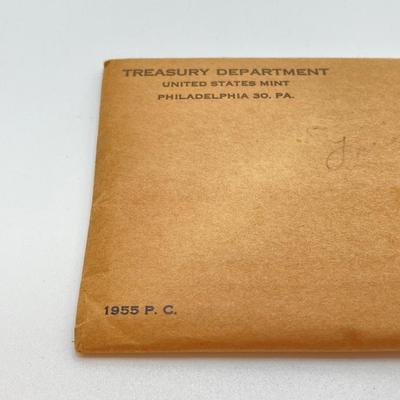 TREASURY DEPARTMENT
UNITED STATES MINT
PHILADELPHIA 30, PA.
1955 P. C.